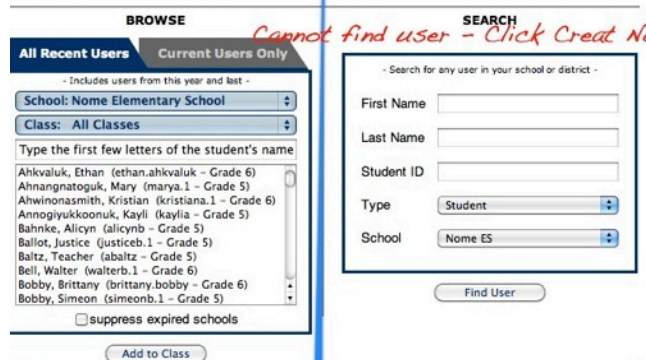 BROWSE
All Recent Users
Current Users Only
- Includes users from this year and last -
School: Nome Elementary School
Class: All Classes
Type the first few letters of the student's name
Ahkvaluk, Ethan (ethan.ahkvaluk - Grade 6)
Ahnangnatoguk, Mary (marya.1 - Grade 5)
Ahwinonasmith, Kristian (kristiana.1 - Grade 6)
Annogiyukkoonuk, Kayli (kaylia - Grade 5)
Bahnke, Alicyn (alicynb - Grade 5)
Ballot, Justice (justiceb.1 - Grade 5)
Baltz, Teacher (abaltz - Grade 5)
Bell, Walter (walterb.1 - Grade 6)
Bobby, Brittany (brittany.bobby - Grade 6)
Bobby, Simeon (simeonb.1 - Grade 5)
suppress expired schools
Add to Class
SEARCH
Cannot find user - Click Creat
- Search for any user in your school or district -
First Name
Last Name
Student ID
Type Student
School Nome ES
Find User